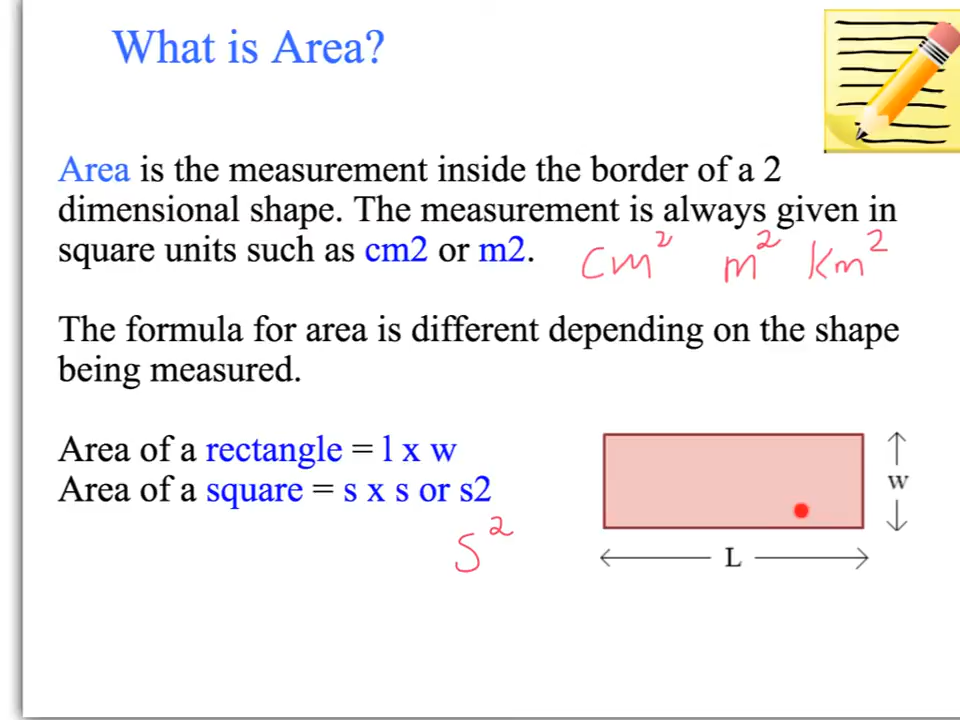 What is Area?
Area is the measurement inside the border of a 2
dimensional shape. The measurement is always given in
square units such as cm2 or m2. cm² m² km²
The formula for area is different depending on the shape
being measured.
Area of a rectangle = l x w
Area of a square = s x s or s2
s²
w
L